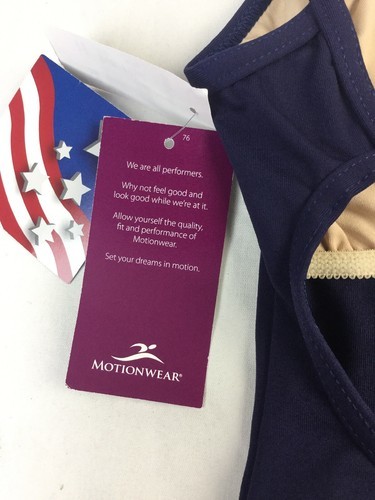 76
We are all performers.
Why not feel good and
look good while we're at it.
Allow yourself the quality,
fit and performance of
Motionwear.
Set your dreams in motion.
MOTIONWEAR®